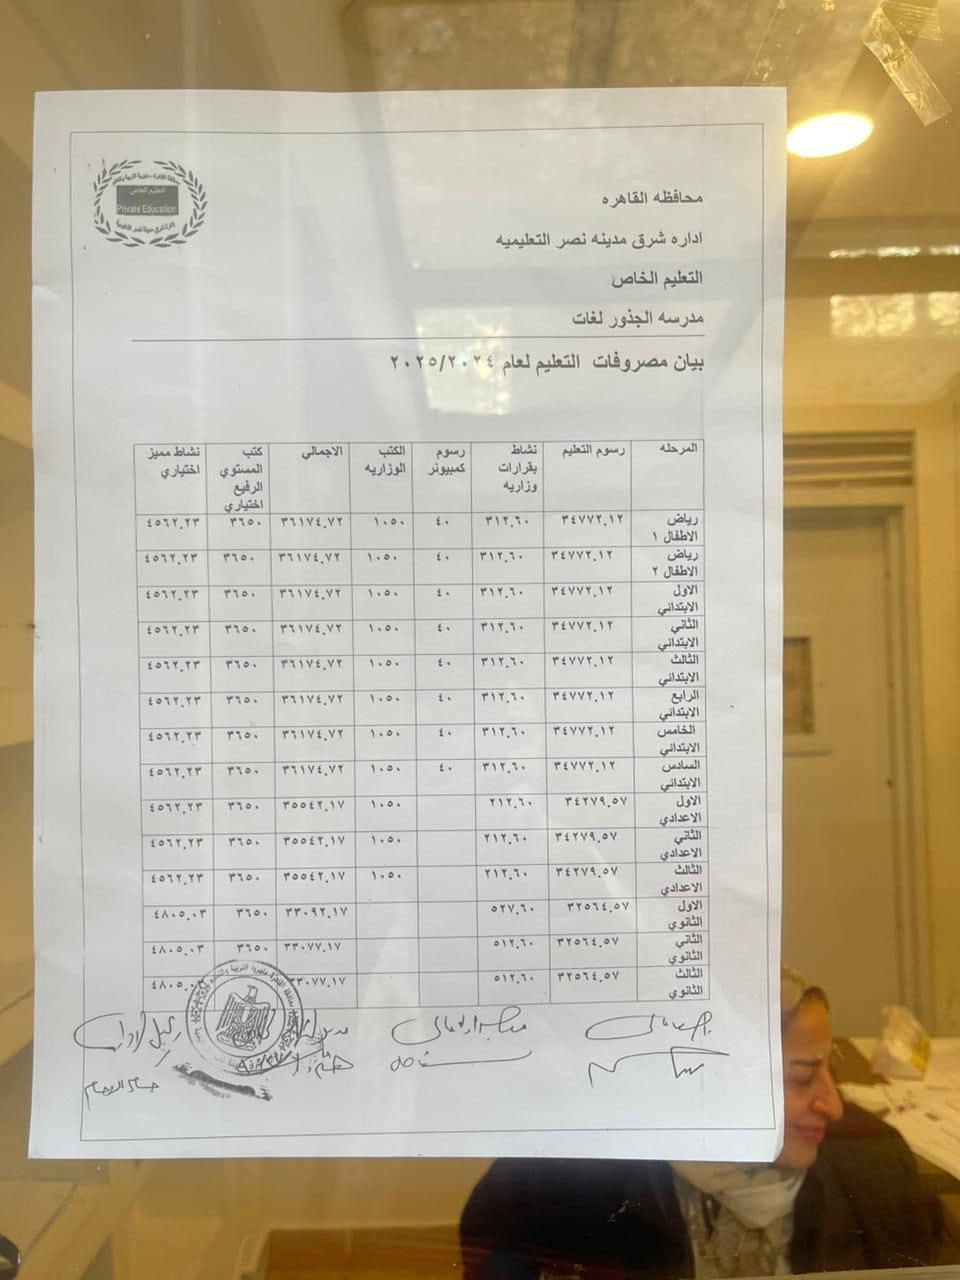 التعليم الخاص
Private Education
محافظه القاهره
اداره شرق مدينه نصر التعليميه
التعليم الخاص
مدرسه الجذور لغات
بيان مصروفات التعليم لعام ٢٠٢٥/٢٠٢٤
المرحله رسوم التعليم نشاط بقرارات وزاريه رسوم كمبيوتر الكتب الوزاريه الاجمالي كتب المستوي الرفيع اختياري نشاط مميز اختياري
رياض الاطفال ١ ٣٤٧٧٢.١٢ ٣١٢.٦٠ ٤٠ ١٠٥٠ ٣٦١٧٤.٧٢ ٣٦٥٠ ٤٥٦٢.٢٣
رياض الاطفال ٢ ٣٤٧٧٢.١٢ ٣١٢.٦٠ ٤٠ ١٠٥٠ ٣٦١٧٤.٧٢ ٣٦٥٠ ٤٥٦٢.٢٣
الاول الابتدائي ٣٤٧٧٢.١٢ ٣١٢.٦٠ ٤٠ ١٠٥٠ ٣٦١٧٤.٧٢ ٣٦٥٠ ٤٥٦٢.٢٣
الثاني الابتدائي ٣٤٧٧٢.١٢ ٣١٢.٦٠ ٤٠ ١٠٥٠ ٣٦١٧٤.٧٢ ٣٦٥٠ ٤٥٦٢.٢٣
الثالث الابتدائي ٣٤٧٧٢.١٢ ٣١٢.٦٠ ٤٠ ١٠٥٠ ٣٦١٧٤.٧٢ ٣٦٥٠ ٤٥٦٢.٢٣
الرابع الابتدائي ٣٤٧٧٢.١٢ ٣١٢.٦٠ ٤٠ ١٠٥٠ ٣٦١٧٤.٧٢ ٣٦٥٠ ٤٥٦٢.٢٣
الخامس الابتدائي ٣٤٧٧٢.١٢ ٣١٢.٦٠ ٤٠ ١٠٥٠ ٣٦١٧٤.٧٢ ٣٦٥٠ ٤٥٦٢.٢٣
السادس الابتدائي ٣٤٧٧٢.١٢ ٣١٢.٦٠ ٤٠ ١٠٥٠ ٣٦١٧٤.٧٢ ٣٦٥٠ ٤٥٦٢.٢٣
الاول الاعدادي ٣٤٢٧٩.٥٧ ٢١٢.٦٠ ١٠٥٠ ٣٥٥٤٢.١٧ ٣٦٥٠ ٤٥٦٢.٢٣
الثاني الاعدادي ٣٤٢٧٩.٥٧ ٢١٢.٦٠ ١٠٥٠ ٣٥٥٤٢.١٧ ٣٦٥٠ ٤٥٦٢.٢٣
الثالث الاعدادي ٣٤٢٧٩.٥٧ ٢١٢.٦٠ ١٠٥٠ ٣٥٥٤٢.١٧ ٣٦٥٠ ٤٥٦٢.٢٣
الاول الثانوي ٣٢٥٦٤.٥٧ ٥٢٧.٦٠ ٣٣٠٩٢.١٧ ٣٦٥٠ ٤٨٠٥.٠٣
الثاني الثانوي ٣٢٥٦٤.٥٧ ٥١٢.٦٠ ٣٣٠٧٧.١٧ ٣٦٥٠ ٤٨٠٥.٠٣
الثالث الثانوي ٣٢٥٦٤.٥٧ ٥١٢.٦٠